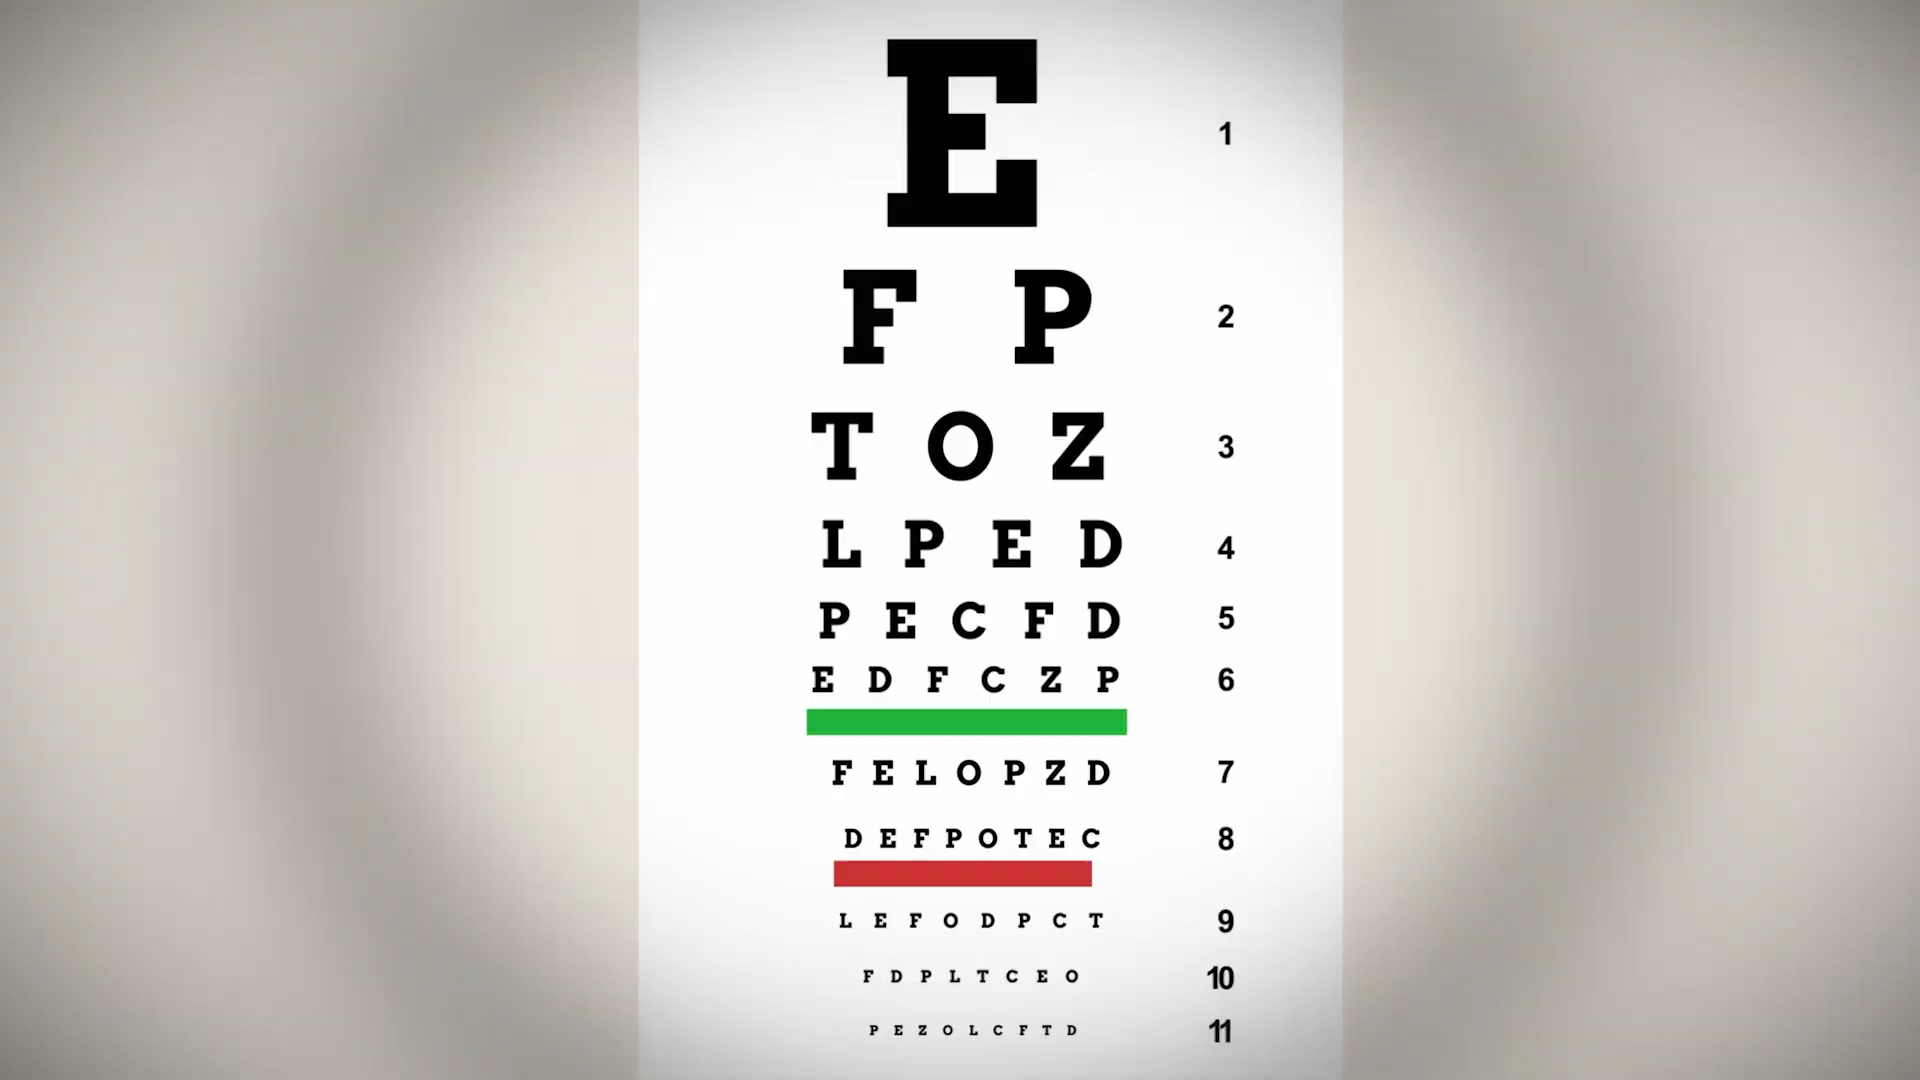 E 1
F P 2
T O Z 3
L P E D 4
P E C F D 5
E D F C Z P 6
F E L O P Z D 7
D E F P O T E C 8
L E F O D P C T 9
F D P L T C E O 10
P E Z O L C F T D 11